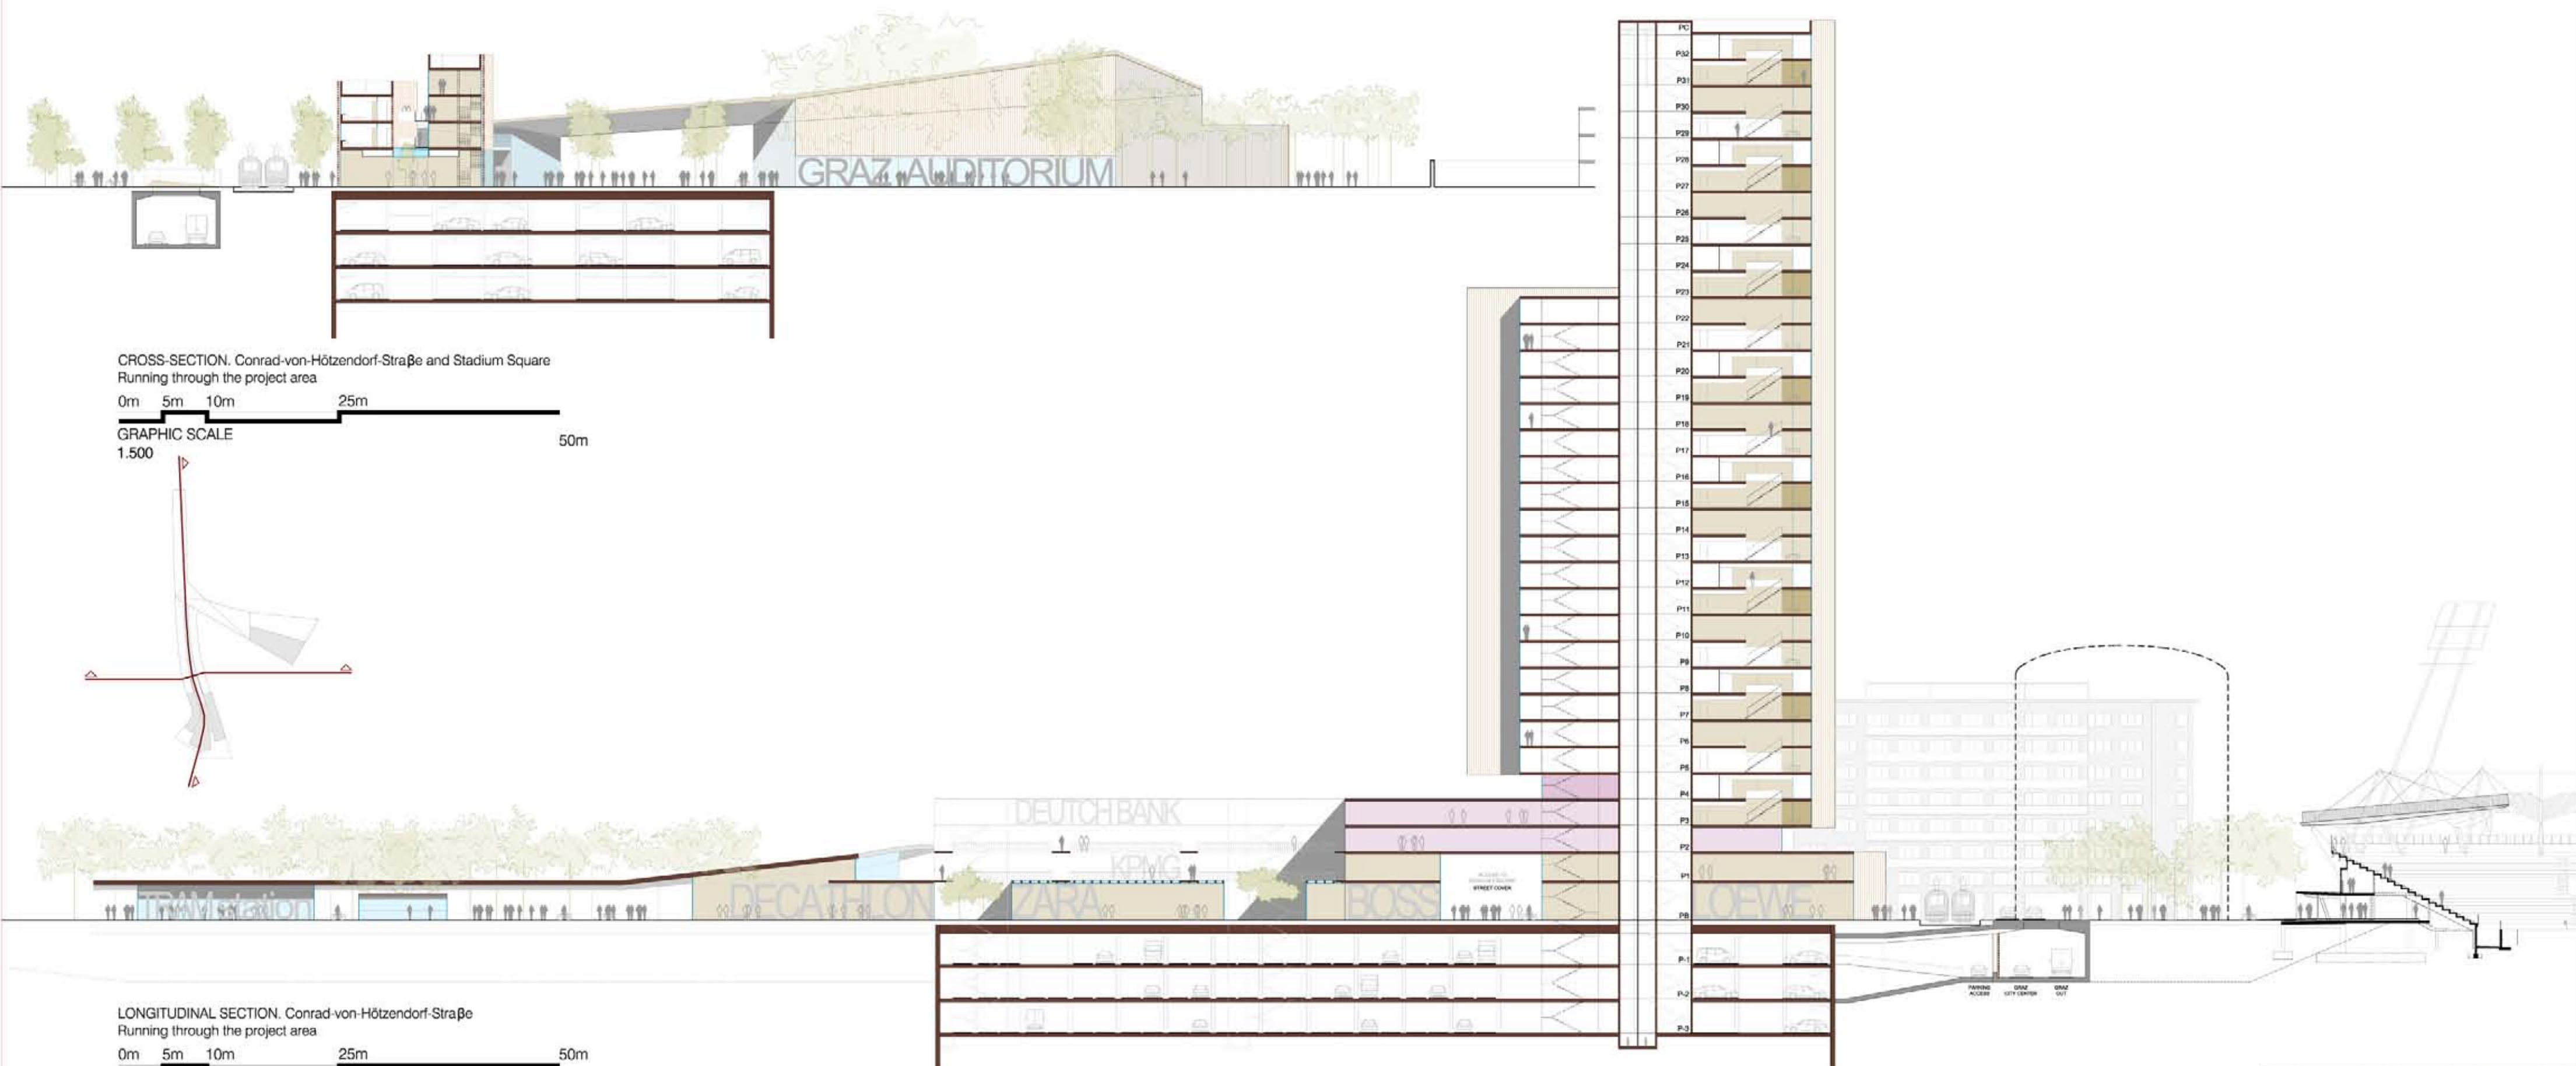 GRAZ AUDITORIUM
CROSS-SECTION. Conrad-von-Hötzendorf-Straβe and Stadium Square
Running through the project area
0m 5m 10m 25m
GRAPHIC SCALE
50m
1.500
PC
P32
P31
P30
P29
P28
P27
P26
P25
P24
P23
P22
P21
P20
P19
P18
P17
P16
P15
P14
P13
P12
P11
P10
P9
P8
P7
P6
P5
P4
P3
P2
P1
PB
P-1
P-2
P-3
DEUTCH BANK
KPMG
TRAM station
DECATHLON
ZARA
BOSS
STREET COVER
LOEWE
PARKING
ACCESS
GRAZ
CITY CENTER
GRAZ
OUT
LONGITUDINAL SECTION. Conrad-von-Hötzendorf-Straβe
Running through the project area
0m 5m 10m 25m 50m